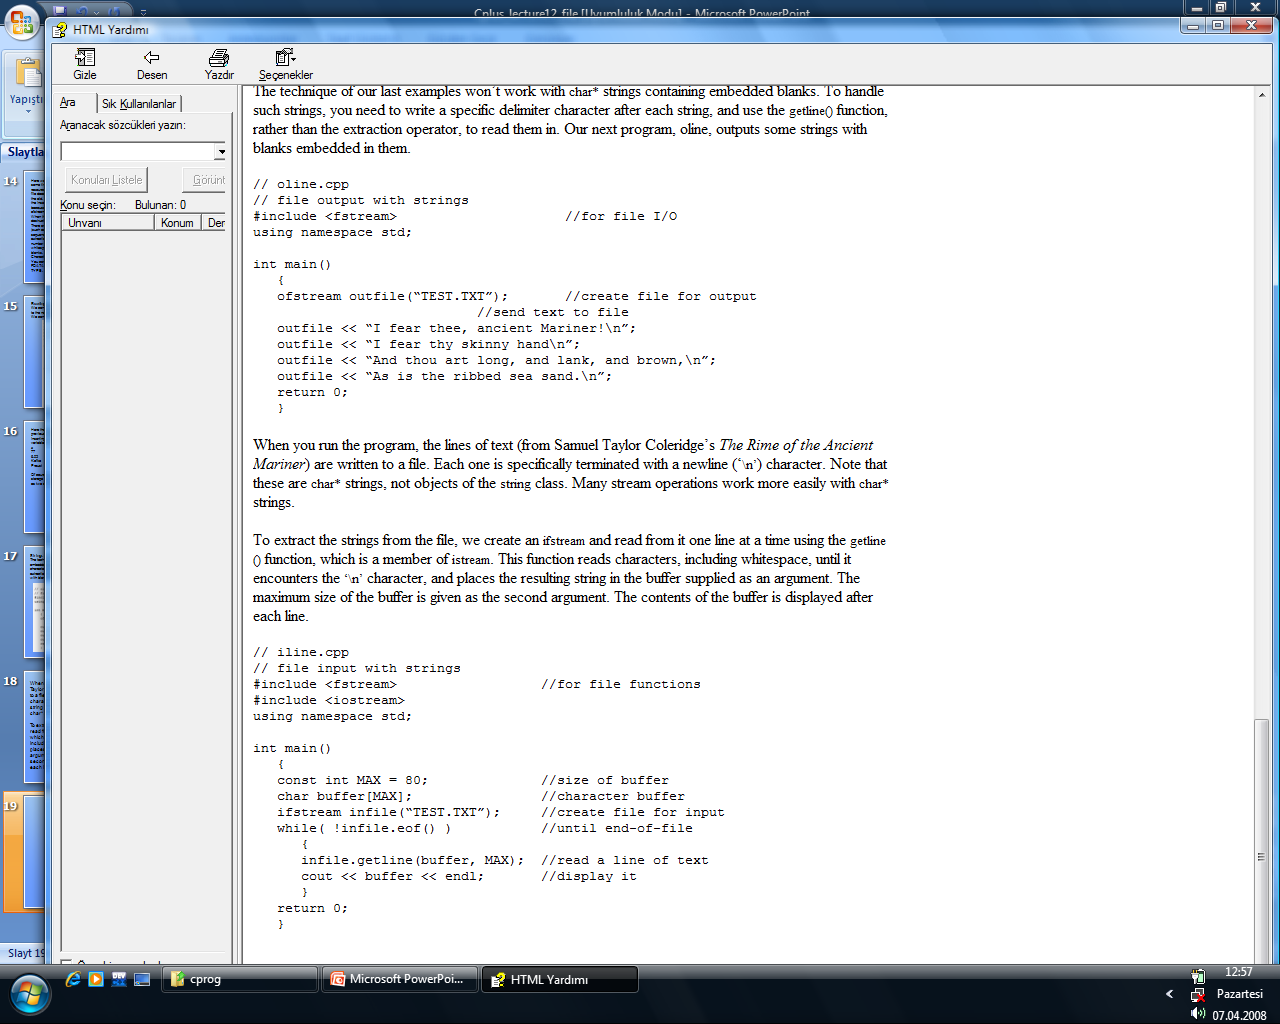 Cplus_lecture12_file [Uyumluluk Modu] - Microsoft PowerPoint
HTML Yardımı
Gizle Desen Yazdır Seçenekler
Yapıştı
Slaytla
14
15
16
17
18
19
Slayt 19
Ara Sık Kullanılanlar
Aranacak sözcükleri yazın:
Konuları Listele Görünt
Konu seçin: Bulunan: 0
Unvanı Konum Der
The technique of our last examples won’t work with char* strings containing embedded blanks. To handle
such strings, you need to write a specific delimiter character after each string, and use the getline() function,
rather than the extraction operator, to read them in. Our next program, oline, outputs some strings with
blanks embedded in them.
// oline.cpp
// file output with strings
#include <fstream> //for file I/O
using namespace std;
int main()
{
ofstream outfile(“TEST.TXT”); //create file for output
//send text to file
outfile << “I fear thee, ancient Mariner!\n”;
outfile << “I fear thy skinny hand\n”;
outfile << “And thou art long, and lank, and brown,\n”;
outfile << “As is the ribbed sea sand.\n”;
return 0;
}
When you run the program, the lines of text (from Samuel Taylor Coleridge’s The Rime of the Ancient
Mariner) are written to a file. Each one is specifically terminated with a newline (‘\n’) character. Note that
these are char* strings, not objects of the string class. Many stream operations work more easily with char*
strings.
To extract the strings from the file, we create an ifstream and read from it one line at a time using the getline
() function, which is a member of istream. This function reads characters, including whitespace, until it
encounters the ‘\n’ character, and places the resulting string in the buffer supplied as an argument. The
maximum size of the buffer is given as the second argument. The contents of the buffer is displayed after
each line.
// iline.cpp
// file input with strings
#include <fstream> //for file functions
#include <iostream>
using namespace std;
int main()
{
const int MAX = 80; //size of buffer
char buffer[MAX]; //character buffer
ifstream infile(“TEST.TXT”); //create file for input
while( !infile.eof() ) //until end-of-file
{
infile.getline(buffer, MAX); //read a line of text
cout << buffer << endl; //display it
}
return 0;
}
cprog Microsoft PowerPoi... HTML Yardımı
12:57
Pazartesi
07.04.2008